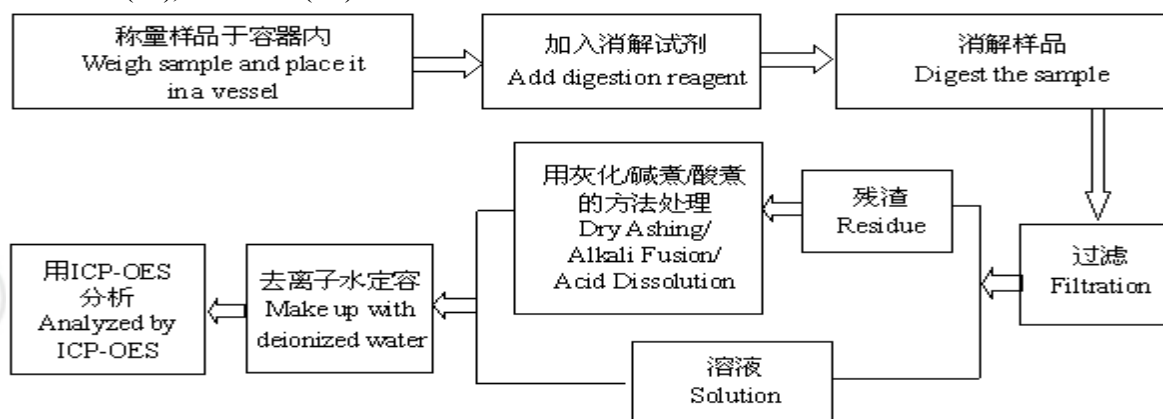 称量样品于容器内
Weigh sample and place it
in a vessel
加入消解试剂
Add digestion reagent
消解样品
Digest the sample
过滤
Filtration
残渣
Residue
用灰化/碱煮/酸煮
的方法处理
Dry Ashing/
Alkali Fusion/
Acid Dissolution
溶液
Solution
去离子水定容
Make up with
deionized water
用ICP-OES
分析
Analyzed by
ICP-OES